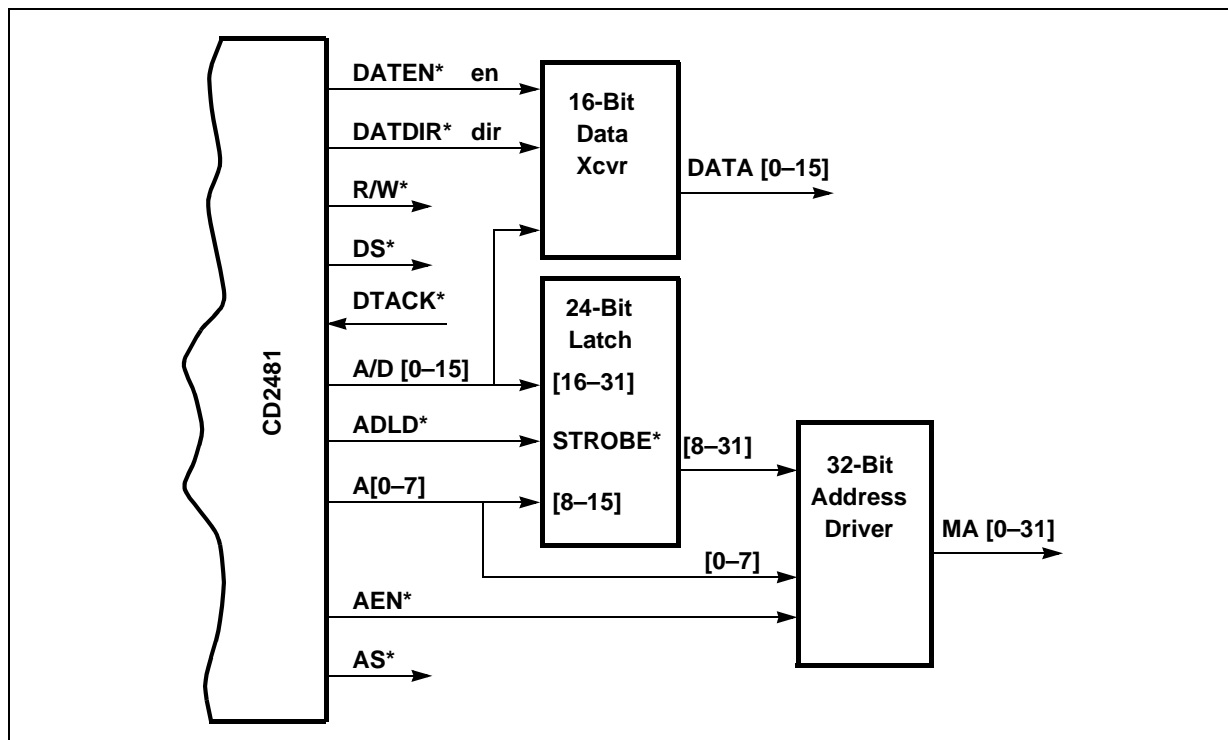 CD2481
DATEN* en
DATDIR* dir
R/W*
DS*
DTACK*
A/D [0–15]
ADLD*
A[0–7]
AEN*
AS*
16-Bit
Data
Xcvr
DATA [0–15]
24-Bit
Latch
[16–31]
STROBE*
[8–15]
[8–31]
[0–7]
32-Bit
Address
Driver
MA [0–31]